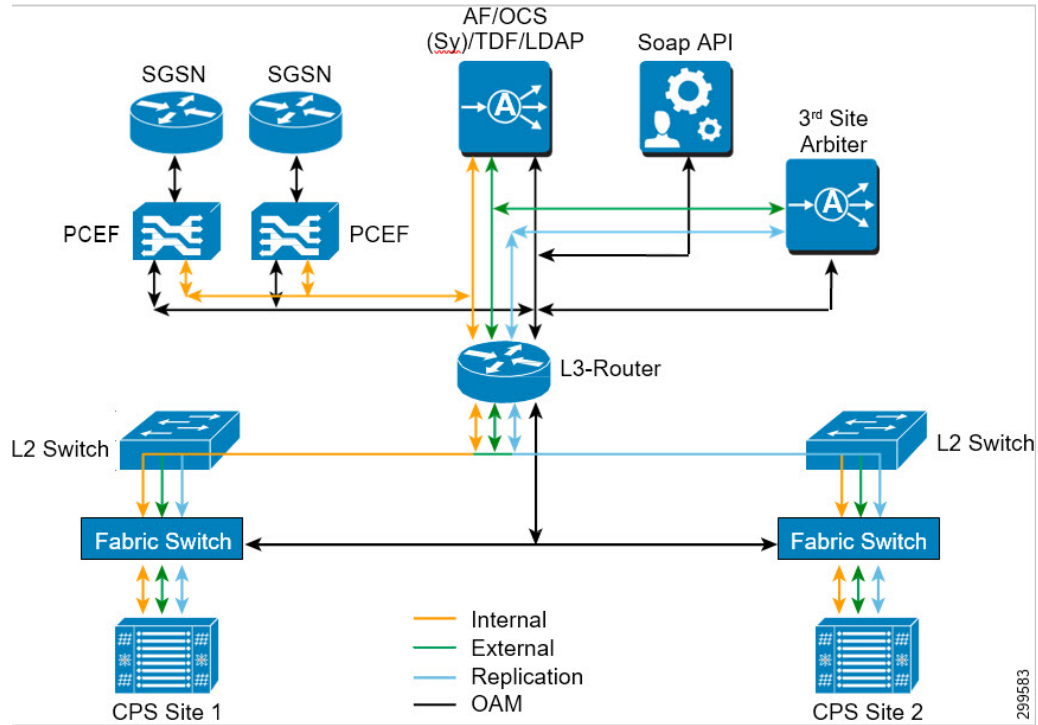 AF/OCS
(Sy)/TDF/LDAP
Soap API
SGSN
SGSN
3rd Site
Arbiter
A
A
PCEF
PCEF
L3-Router
L2 Switch
L2 Switch
Fabric Switch
Fabric Switch
Internal
External
Replication
OAM
CPS Site 1
CPS Site 2
299583